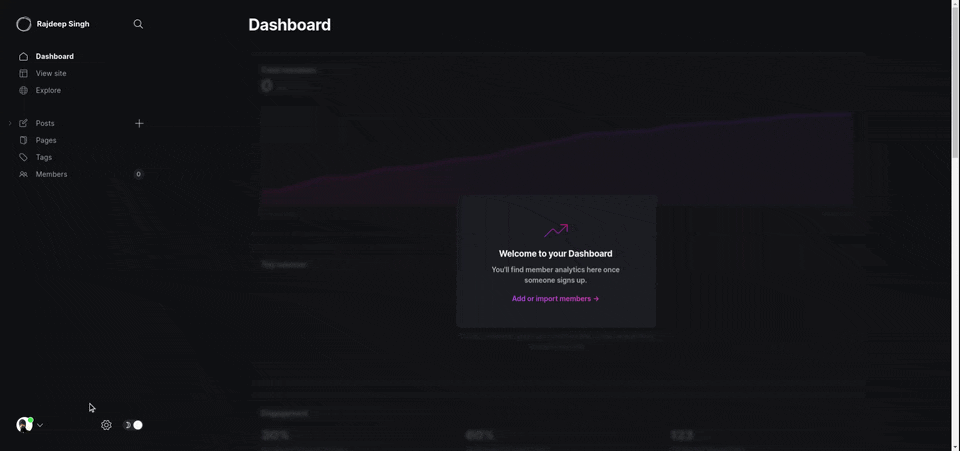 Rajdeep Singh
Dashboard
Dashboard
View site
Explore
Posts
Pages
Tags
Members
0
Welcome to your Dashboard
You'll find member analytics here once
someone signs up.
Add or import members →
Engagement
30%
60%
123